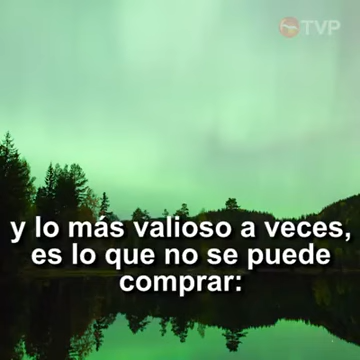 TVP
y lo más valioso a veces,
es lo que no se puede
comprar: